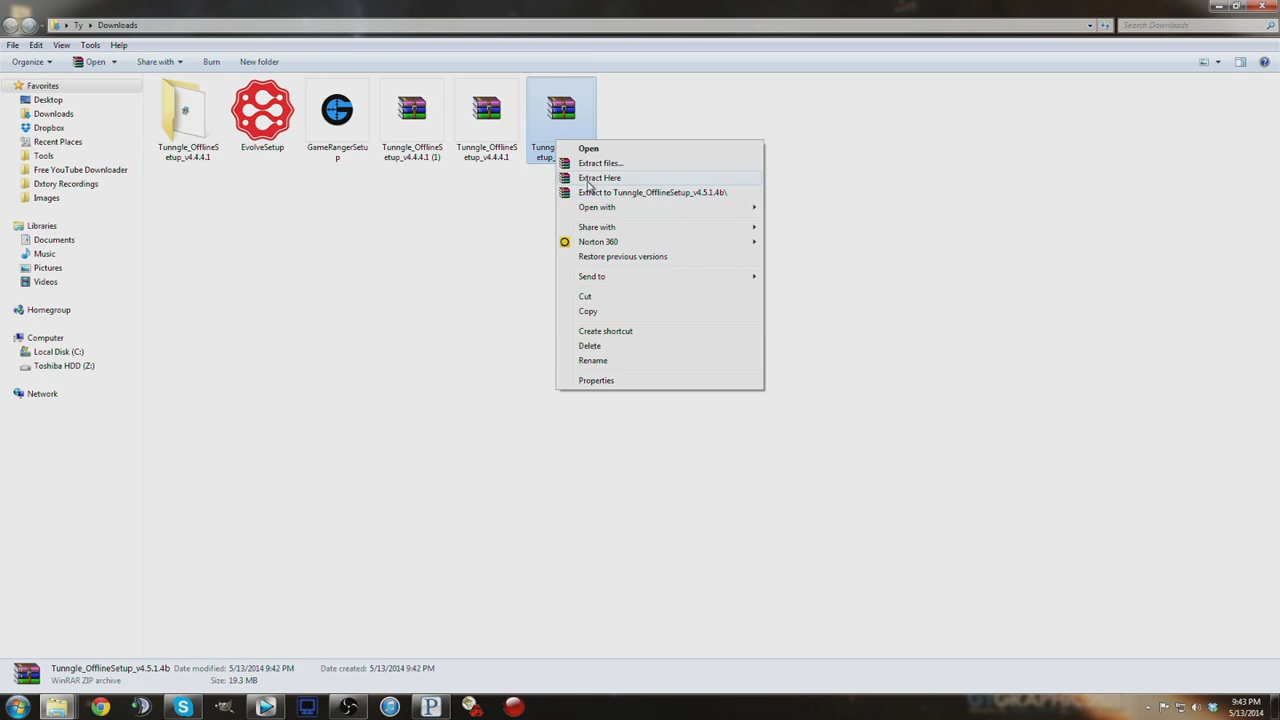 Ty ▸ Downloads
Search Downloads
File Edit View Tools Help
Organize Open Share with Burn New folder
Favorites
Desktop
Downloads
Dropbox
Recent Places
Tools
Free YouTube Downloader
Dxtory Recordings
Images
Libraries
Documents
Music
Pictures
Videos
Homegroup
Computer
Local Disk (C:)
Toshiba HDD (Z:)
Network
Tunngle_OfflineS
etup_v4.4.4.1
EvolveSetup
GameRangerSetu
p
Tunngle_OfflineS
etup_v4.4.4.1 (1)
Tunngle_OfflineS
etup_v4.4.4.1
Open
Extract files...
Extract Here
Extract to Tunngle_OfflineSetup_v4.5.1.4b\
Open with
Share with
Norton 360
Restore previous versions
Send to
Cut
Copy
Create shortcut
Delete
Rename
Properties
Tunngle_OfflineSetup_v4.5.1.4b Date modified: 5/13/2014 9:42 PM Date created: 5/13/2014 9:42 PM
WinRAR ZIP archive Size: 19.3 MB
9:43 PM
5/13/2014